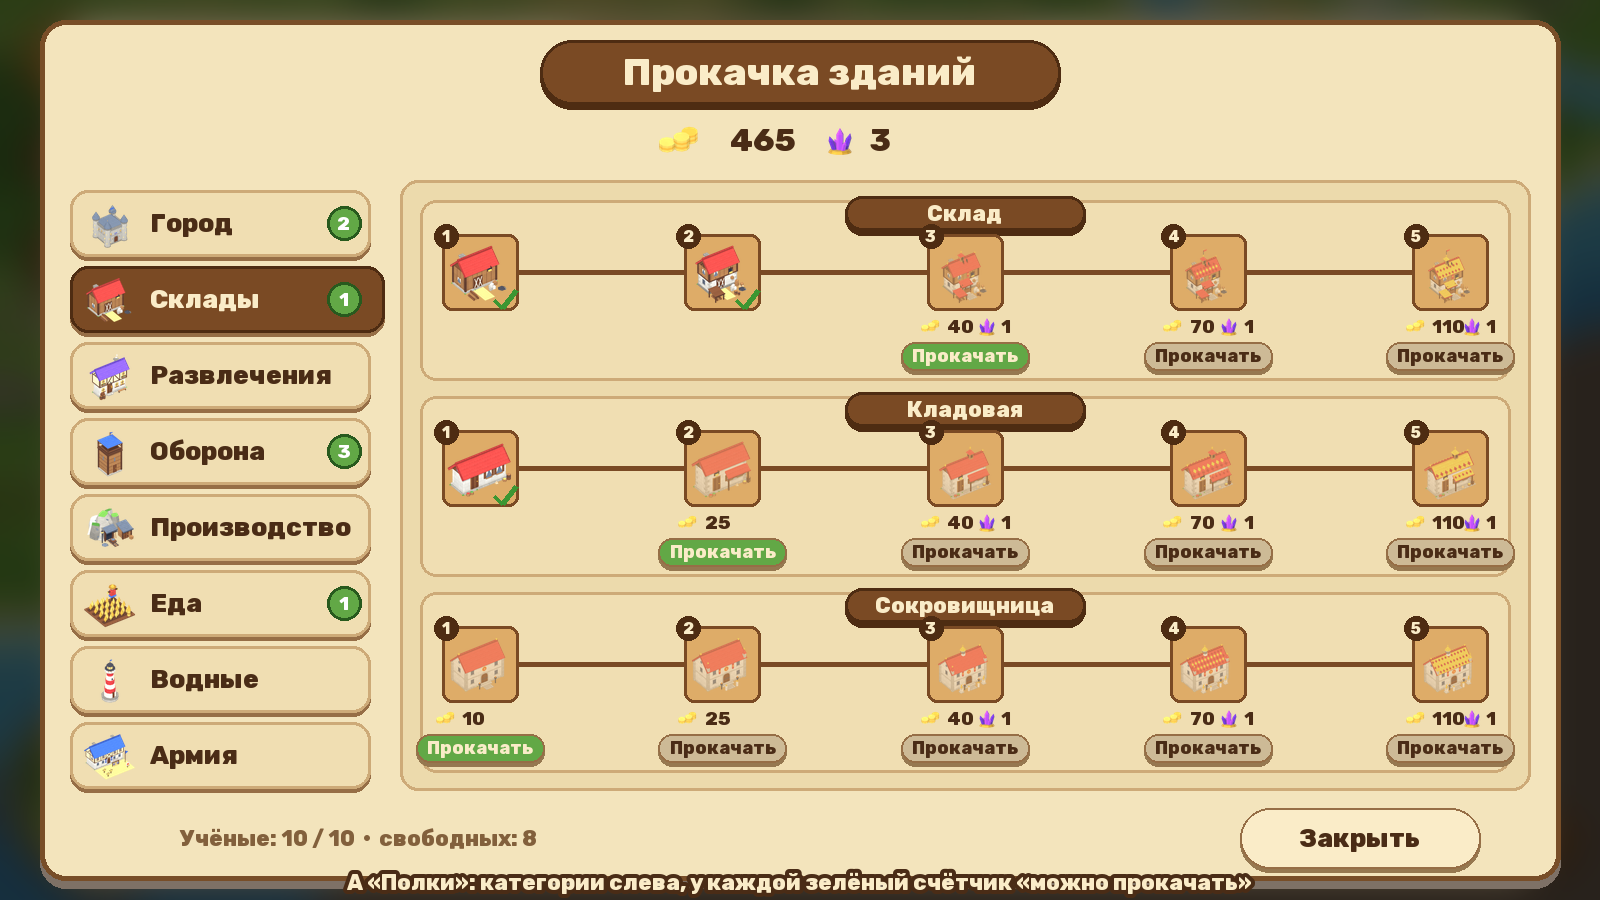 Прокачка зданий
465 3
Город 2
Склады 1
Развлечения
Оборона 3
Производство
Еда 1
Водные
Армия
Склад
1 2 3 4 5
40 1 70 1 110 1
Прокачать Прокачать Прокачать
Кладовая
1 2 3 4 5
25 40 1 70 1 110 1
Прокачать Прокачать Прокачать Прокачать
Сокровищница
1 2 3 4 5
10 25 40 1 70 1 110 1
Прокачать Прокачать Прокачать Прокачать Прокачать
Учёные: 10 / 10 • свободных: 8
Закрыть
А «Полки»: категории слева, у каждой зелёный счётчик «можно прокачать»